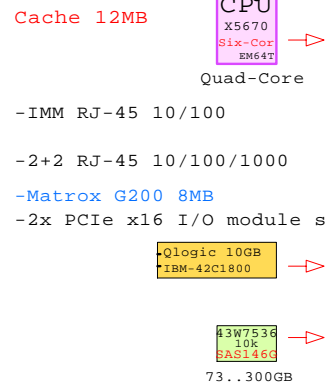 CPU
Cache 12MB
X5670
Six-Cor
EM64T
Quad-Core
-IMM RJ-45 10/100
-2+2 RJ-45 10/100/1000
-Matrox G200 8MB
-2x PCIe x16 I/O module s
Qlogic 10GB
IBM-42C1800
43W7536
10k
SAS146G
73..300GB